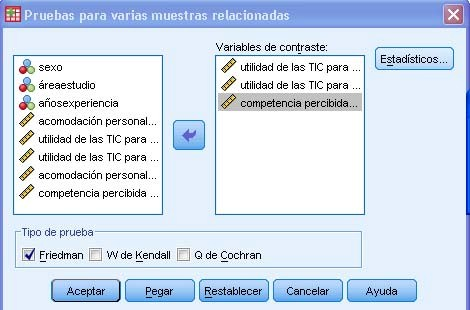 Pruebas para varias muestras relacionadas
Variables de contraste:
sexo
áreaestudio
añosexperiencia
acomodación personal...
utilidad de las TIC para ...
utilidad de las TIC para ...
acomodación personal...
competencia percibida ...
utilidad de las TIC para ...
utilidad de las TIC para ...
competencia percibida...
Estadísticos...
Tipo de prueba
Friedman W de Kendall Q de Cochran
Aceptar Pegar Restablecer Cancelar Ayuda